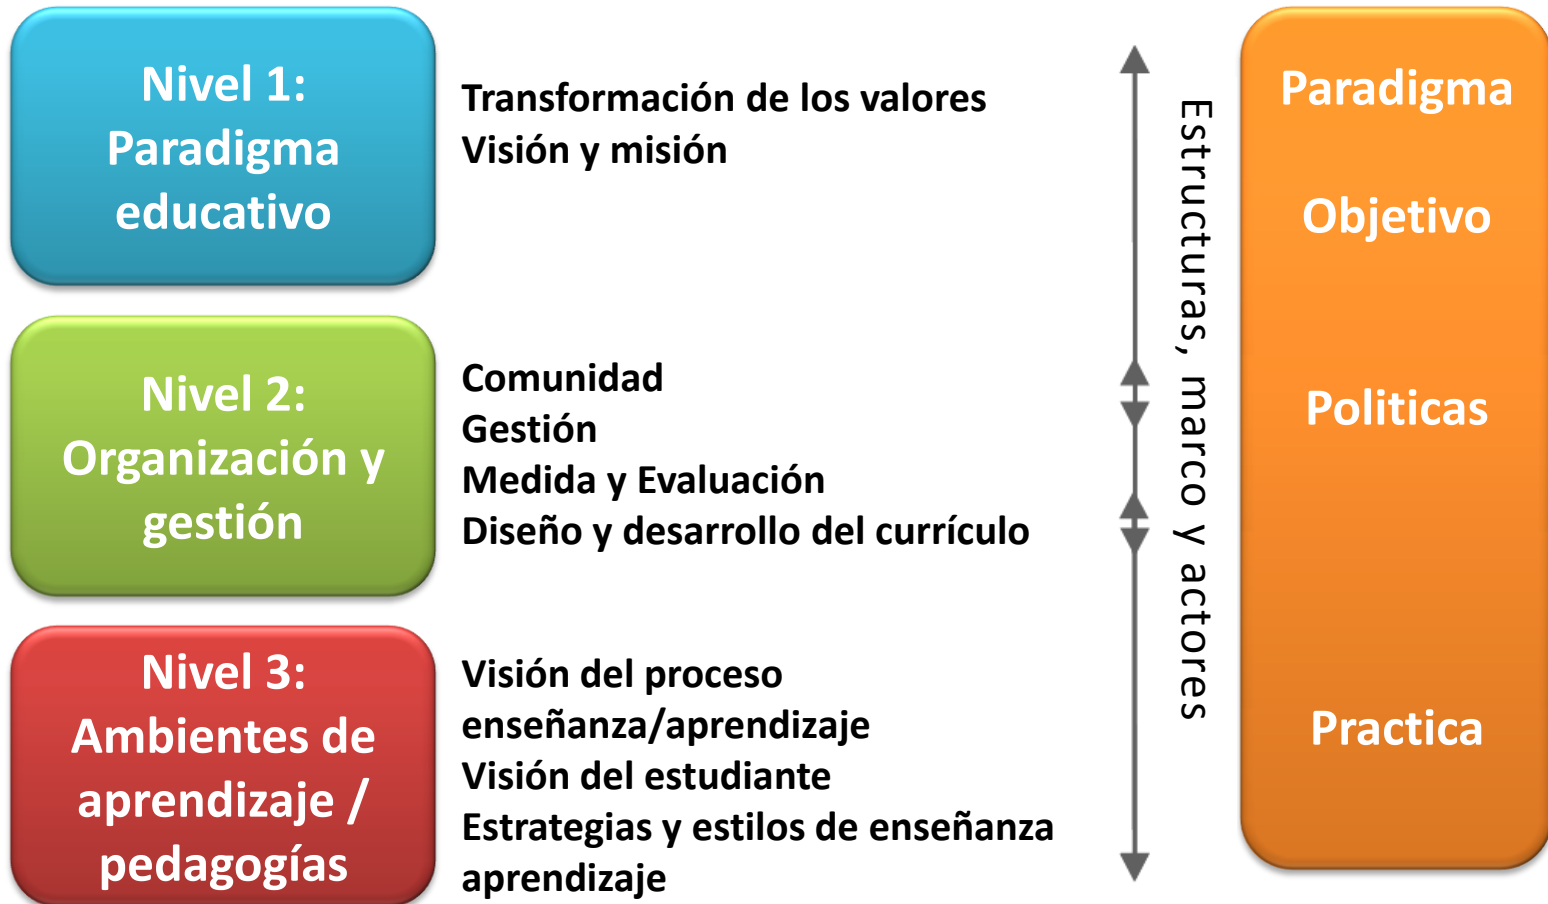 Nivel 1:
Paradigma
educativo
Transformación de los valores
Visión y misión
Nivel 2:
Organización y
gestión
Comunidad
Gestión
Medida y Evaluación
Diseño y desarrollo del currículo
Nivel 3:
Ambientes de
aprendizaje /
pedagogías
Visión del proceso
enseñanza/aprendizaje
Visión del estudiante
Estrategias y estilos de enseñanza
aprendizaje
Estructuras, marco y actores
Paradigma
Objetivo
Politicas
Practica